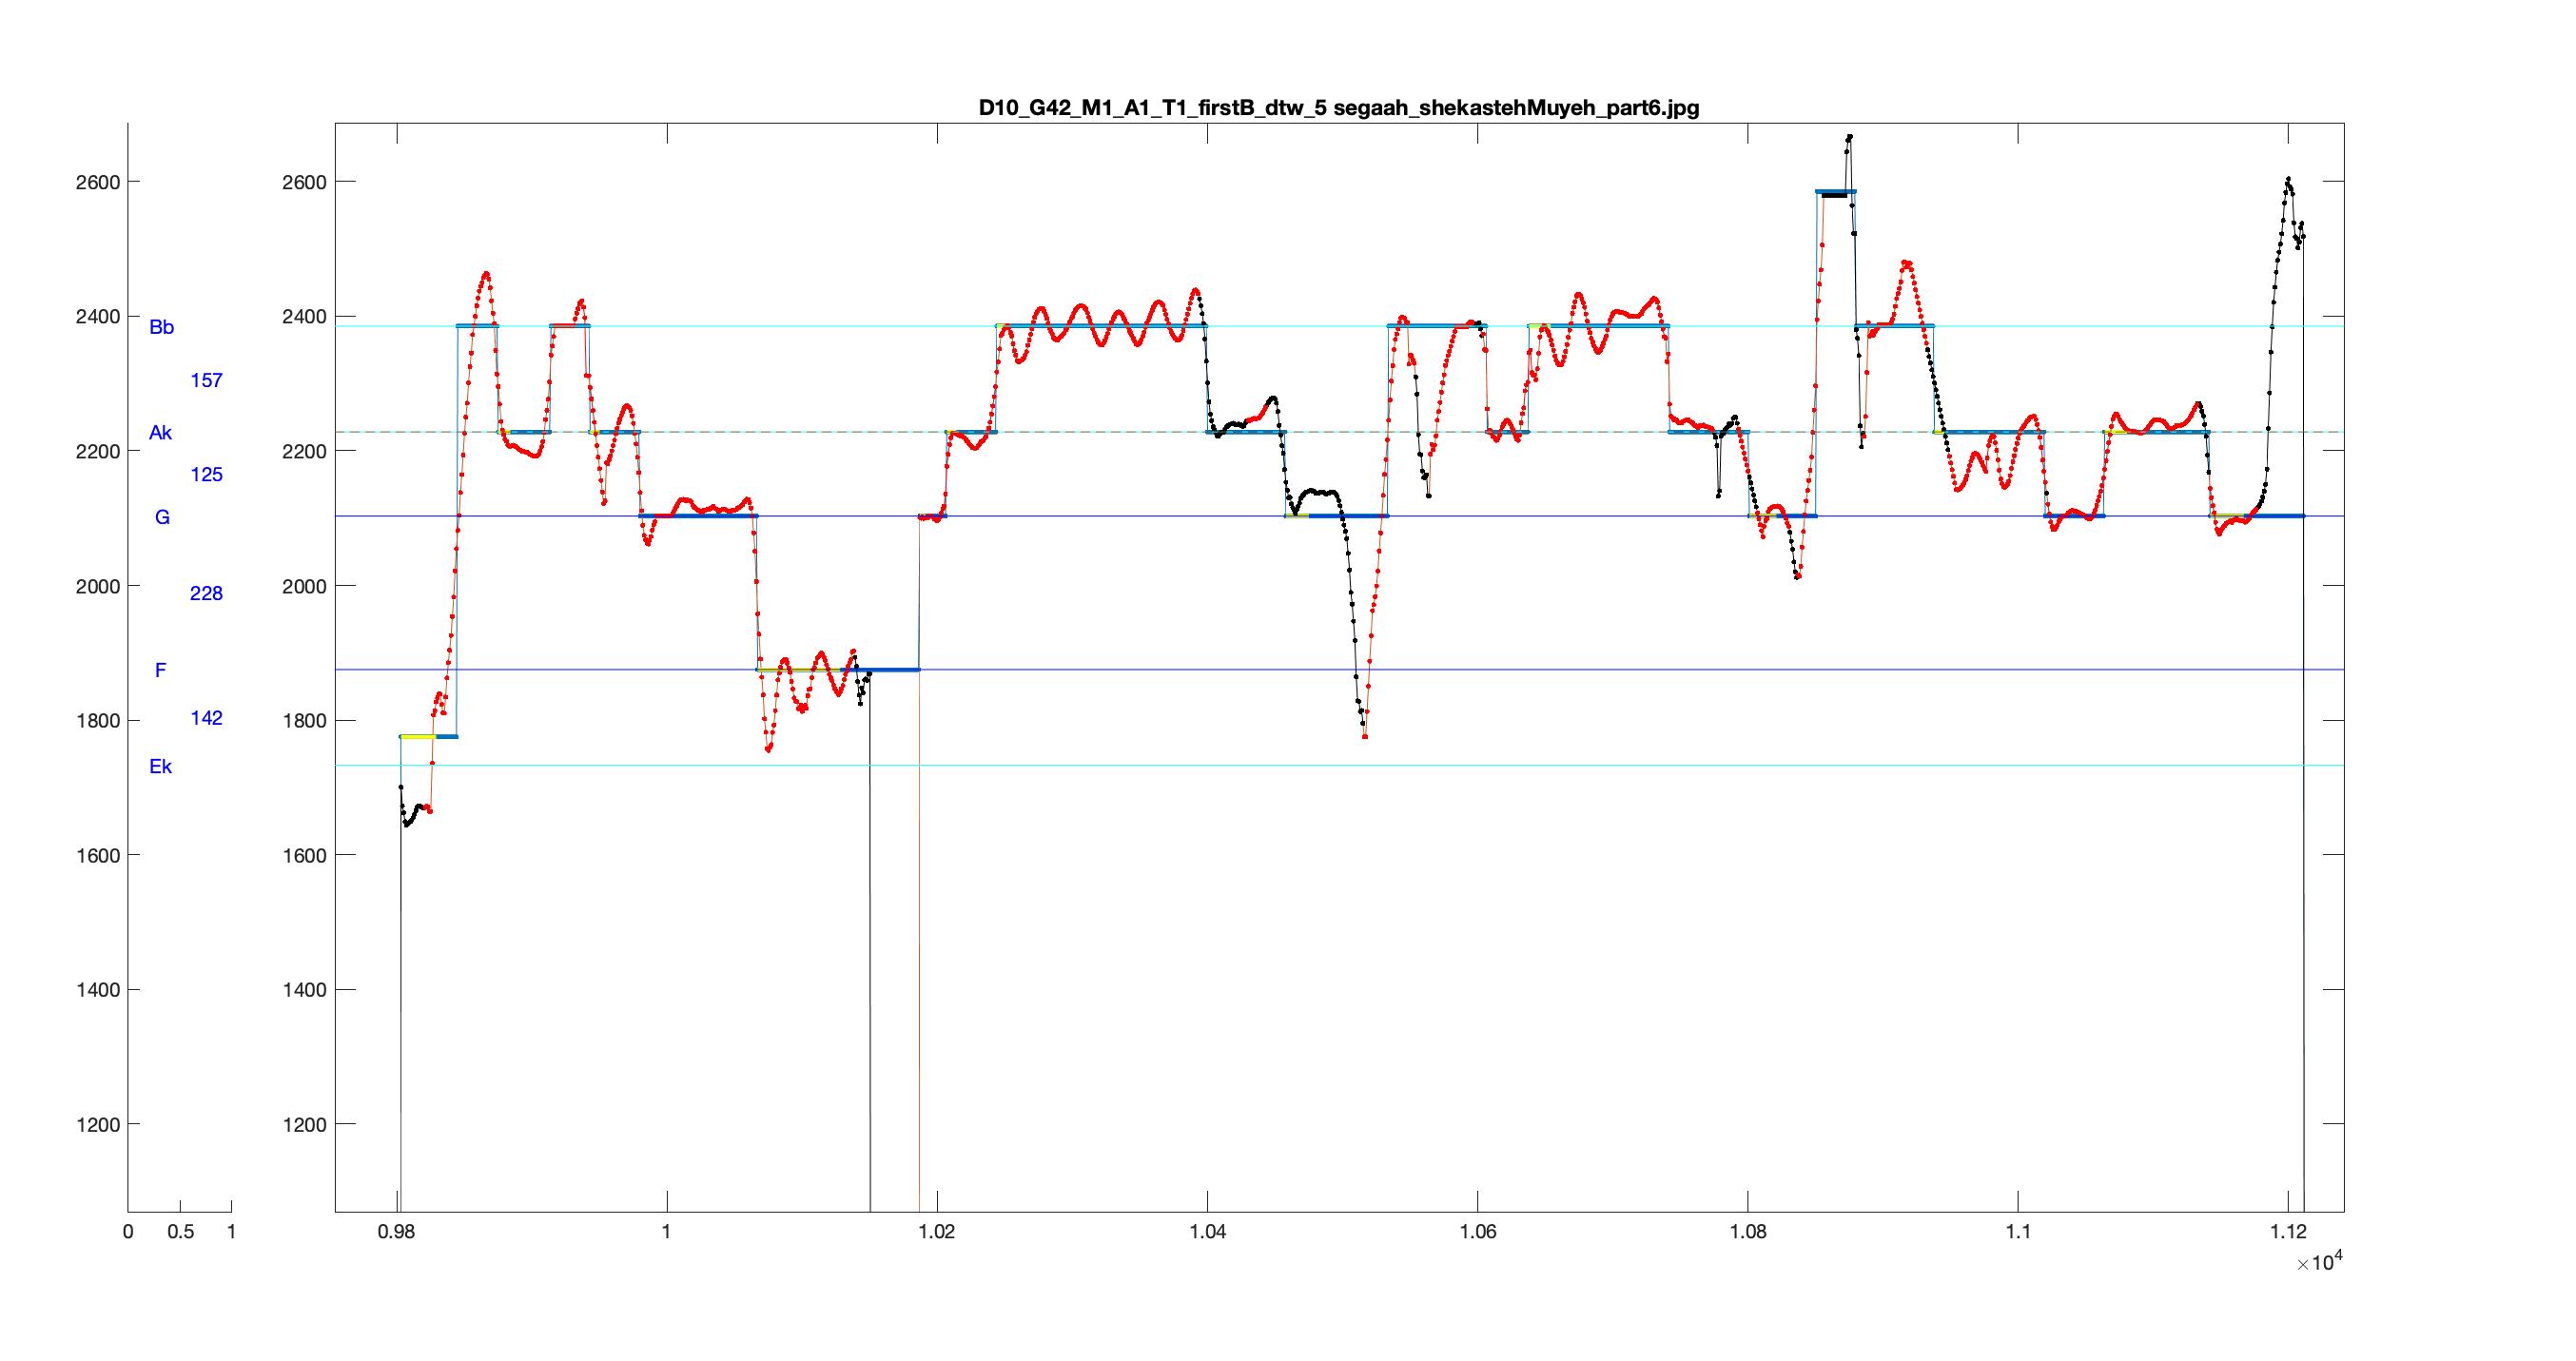 D10_G42_M1_A1_T1_firstB_dtw_5 segaah_shekastehMuyeh_part6.jpg
2600 2600
2400 Bb 2400
157
Ak
2200 125 2200
G
2000 228 2000
F
1800 142 1800
Ek
1600 1600
1400 1400
1200 1200
0 0.5 1 0.98 1 1.02 1.04 1.06 1.08 1.1 1.12
×10⁴